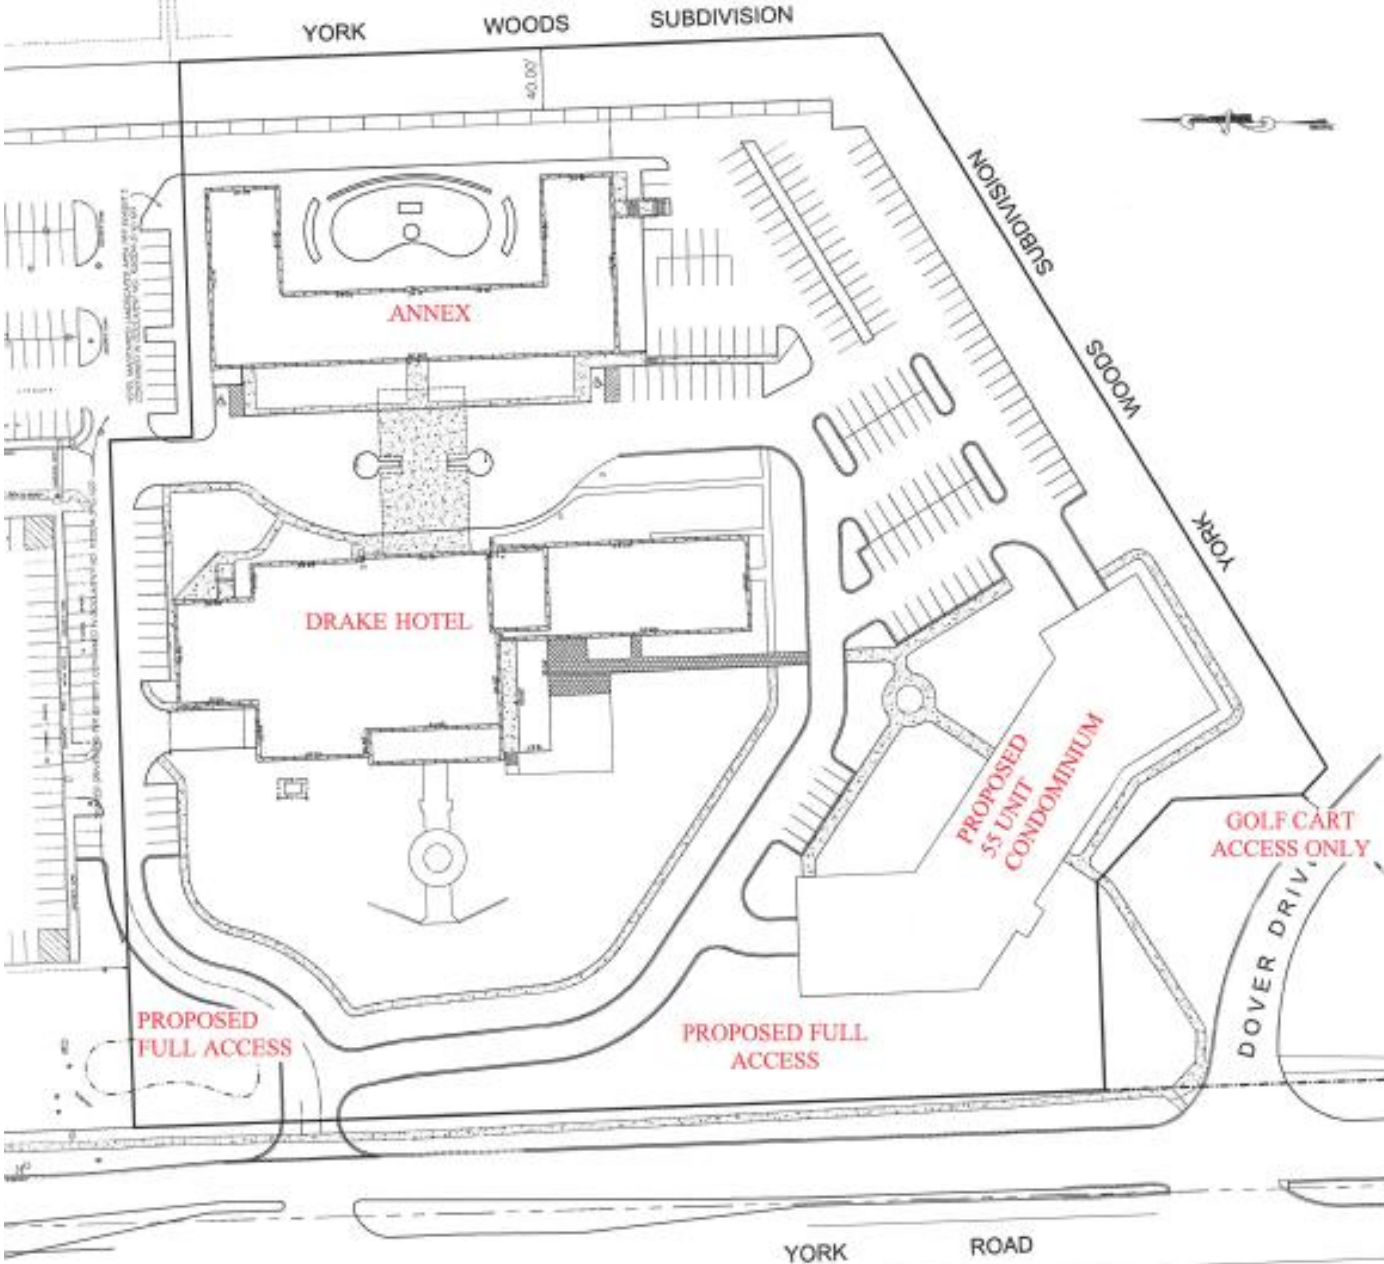 YORK WOODS SUBDIVISION
40.00'
SUBDIVISION
WOODS
YORK
ANNEX
DRAKE HOTEL
PROPOSED
55 UNIT
CONDOMINIUM
GOLF CART
ACCESS ONLY
DOVER DRIV
PROPOSED
FULL ACCESS
PROPOSED FULL
ACCESS
YORK ROAD